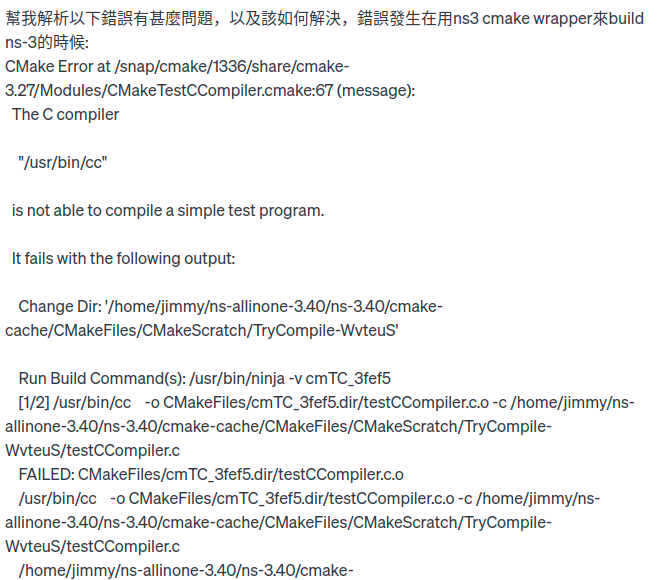 幫我解析以下錯誤有甚麼問題，以及該如何解決，錯誤發生在用ns3 cmake wrapper來build
ns-3的時候:
CMake Error at /snap/cmake/1336/share/cmake-
3.27/Modules/CMakeTestCCompiler.cmake:67 (message):
The C compiler
"/usr/bin/cc"
is not able to compile a simple test program.
It fails with the following output:
Change Dir: '/home/jimmy/ns-allinone-3.40/ns-3.40/cmake-
cache/CMakeFiles/CMakeScratch/TryCompile-WvteuS'
Run Build Command(s): /usr/bin/ninja -v cmTC_3fef5
[1/2] /usr/bin/cc -o CMakeFiles/cmTC_3fef5.dir/testCCompiler.c.o -c /home/jimmy/ns-
allinone-3.40/ns-3.40/cmake-cache/CMakeFiles/CMakeScratch/TryCompile-
WvteuS/testCCompiler.c
FAILED: CMakeFiles/cmTC_3fef5.dir/testCCompiler.c.o
/usr/bin/cc -o CMakeFiles/cmTC_3fef5.dir/testCCompiler.c.o -c /home/jimmy/ns-
allinone-3.40/ns-3.40/cmake-cache/CMakeFiles/CMakeScratch/TryCompile-
WvteuS/testCCompiler.c
/home/jimmy/ns-allinone-3.40/ns-3.40/cmake-